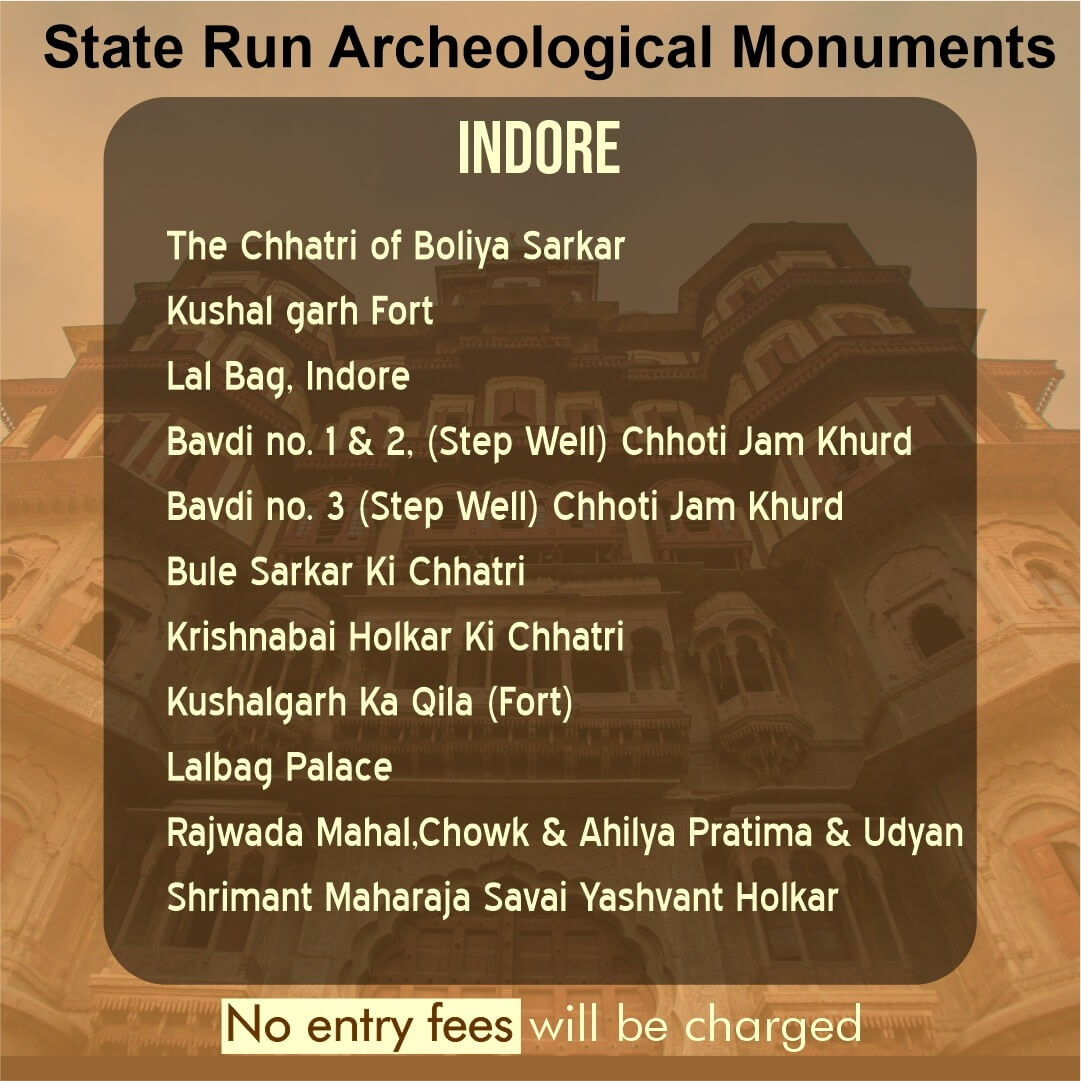 State Run Archeological Monuments
INDORE
The Chhatri of Boliya Sarkar
Kushal garh Fort
Lal Bag, Indore
Bavdi no. 1 & 2, (Step Well) Chhoti Jam Khurd
Bavdi no. 3 (Step Well) Chhoti Jam Khurd
Bule Sarkar Ki Chhatri
Krishnabai Holkar Ki Chhatri
Kushalgarh Ka Qila (Fort)
Lalbag Palace
Rajwada Mahal,Chowk & Ahilya Pratima & Udyan
Shrimant Maharaja Savai Yashvant Holkar
No entry fees will be charged